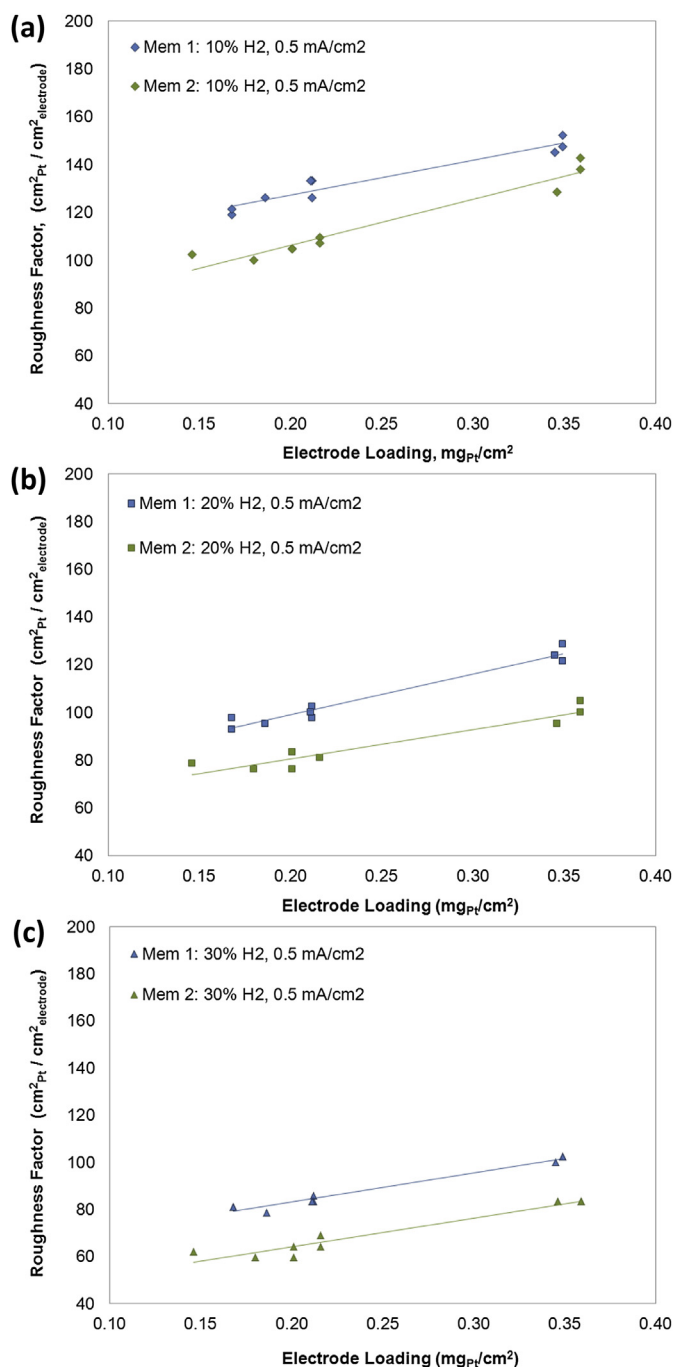 (a)
Roughness Factor, (cm²Pt / cm²electrode)
200
180
160
140
120
100
80
60
40
Mem 1: 10% H2, 0.5 mA/cm2
Mem 2: 10% H2, 0.5 mA/cm2
0.10 0.15 0.20 0.25 0.30 0.35 0.40
Electrode Loading, mgPt/cm²
(b)
Roughness Factor (cm²Pt / cm²electrode)
200
180
160
140
120
100
80
60
40
Mem 1: 20% H2, 0.5 mA/cm2
Mem 2: 20% H2, 0.5 mA/cm2
0.10 0.15 0.20 0.25 0.30 0.35 0.40
Electrode Loading (mgPt/cm²)
(c)
Roughness Factor (cm²Pt / cm²electrode)
200
180
160
140
120
100
80
60
40
Mem 1: 30% H2, 0.5 mA/cm2
Mem 2: 30% H2, 0.5 mA/cm2
0.10 0.15 0.20 0.25 0.30 0.35 0.40
Electrode Loading (mgPt/cm²)